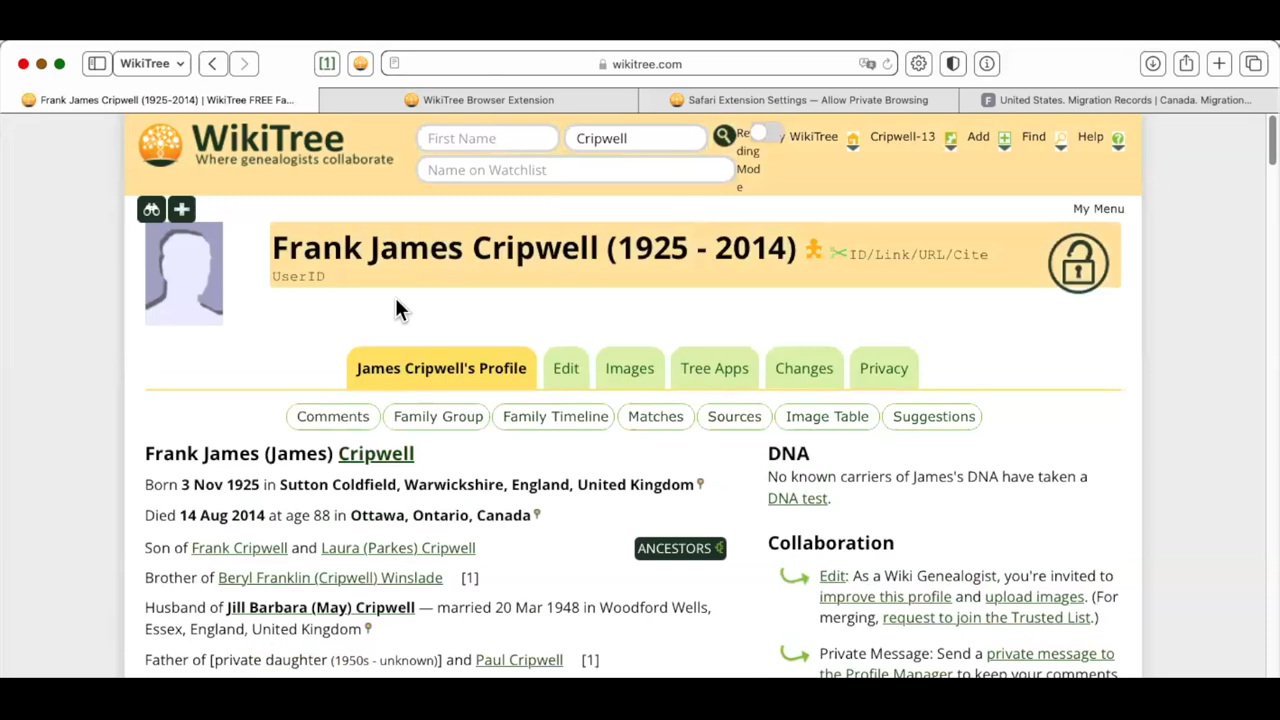 WikiTree
[1]
wikitree.com
Frank James Cripwell (1925-2014) | WikiTree FREE Fa...
WikiTree Browser Extension
Safari Extension Settings — Allow Private Browsing
United States. Migration Records | Canada. Migration...
WikiTree
Where genealogists collaborate
First Name
Cripwell
Name on Watchlist
Re
ding
Mod
e
WikiTree
Cripwell-13
Add
Find
Help
My Menu
Frank James Cripwell (1925 - 2014)
ID/Link/URL/Cite
UserID
James Cripwell's Profile
Edit
Images
Tree Apps
Changes
Privacy
Comments
Family Group
Family Timeline
Matches
Sources
Image Table
Suggestions
Frank James (James) Cripwell
Born 3 Nov 1925 in Sutton Coldfield, Warwickshire, England, United Kingdom
Died 14 Aug 2014 at age 88 in Ottawa, Ontario, Canada
Son of Frank Cripwell and Laura (Parkes) Cripwell
ANCESTORS
Brother of Beryl Franklin (Cripwell) Winslade [1]
Husband of Jill Barbara (May) Cripwell — married 20 Mar 1948 in Woodford Wells,
Essex, England, United Kingdom
Father of [private daughter (1950s - unknown)] and Paul Cripwell [1]
DNA
No known carriers of James's DNA have taken a
DNA test.
Collaboration
Edit: As a Wiki Genealogist, you're invited to
improve this profile and upload images. (For
merging, request to join the Trusted List.)
Private Message: Send a private message to
the Profile Manager to keep your comments